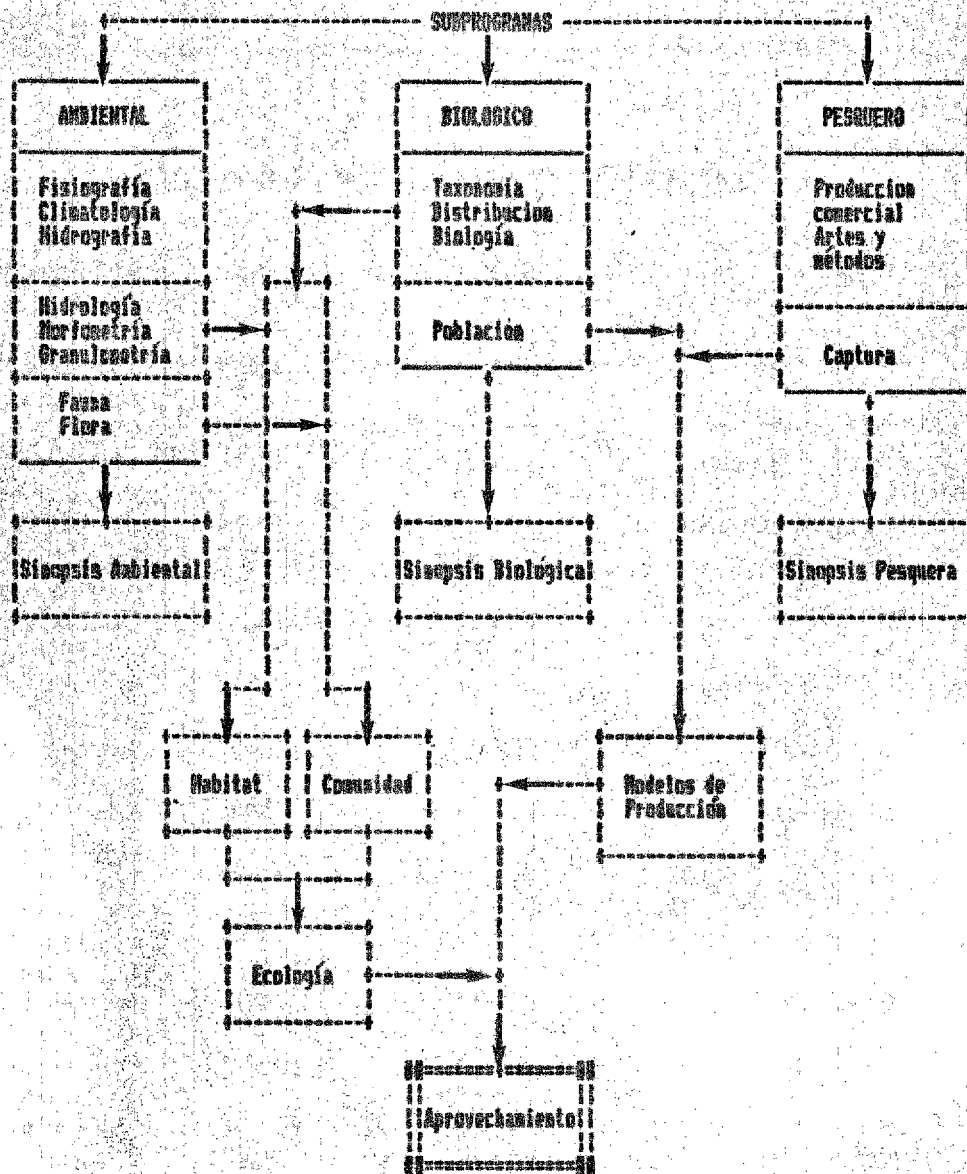 SUBPROGRAMAS
AMBIENTAL
Fisiografía
Climatología
Hidrografía
Hidrología
Morfometría
Granulometría
Fauna
Flora
Sinopsis Ambiental
BIOLOGICO
Taxonomía
Distribucion
Biología
Población
Sinopsis Biológica
PESQUERO
Produccion
comercial
Artes y
métodos
Captura
Sinopsis Pesquera
Habitat
Comunidad
Modelos de
Producción
Ecología
Aprovechamiento